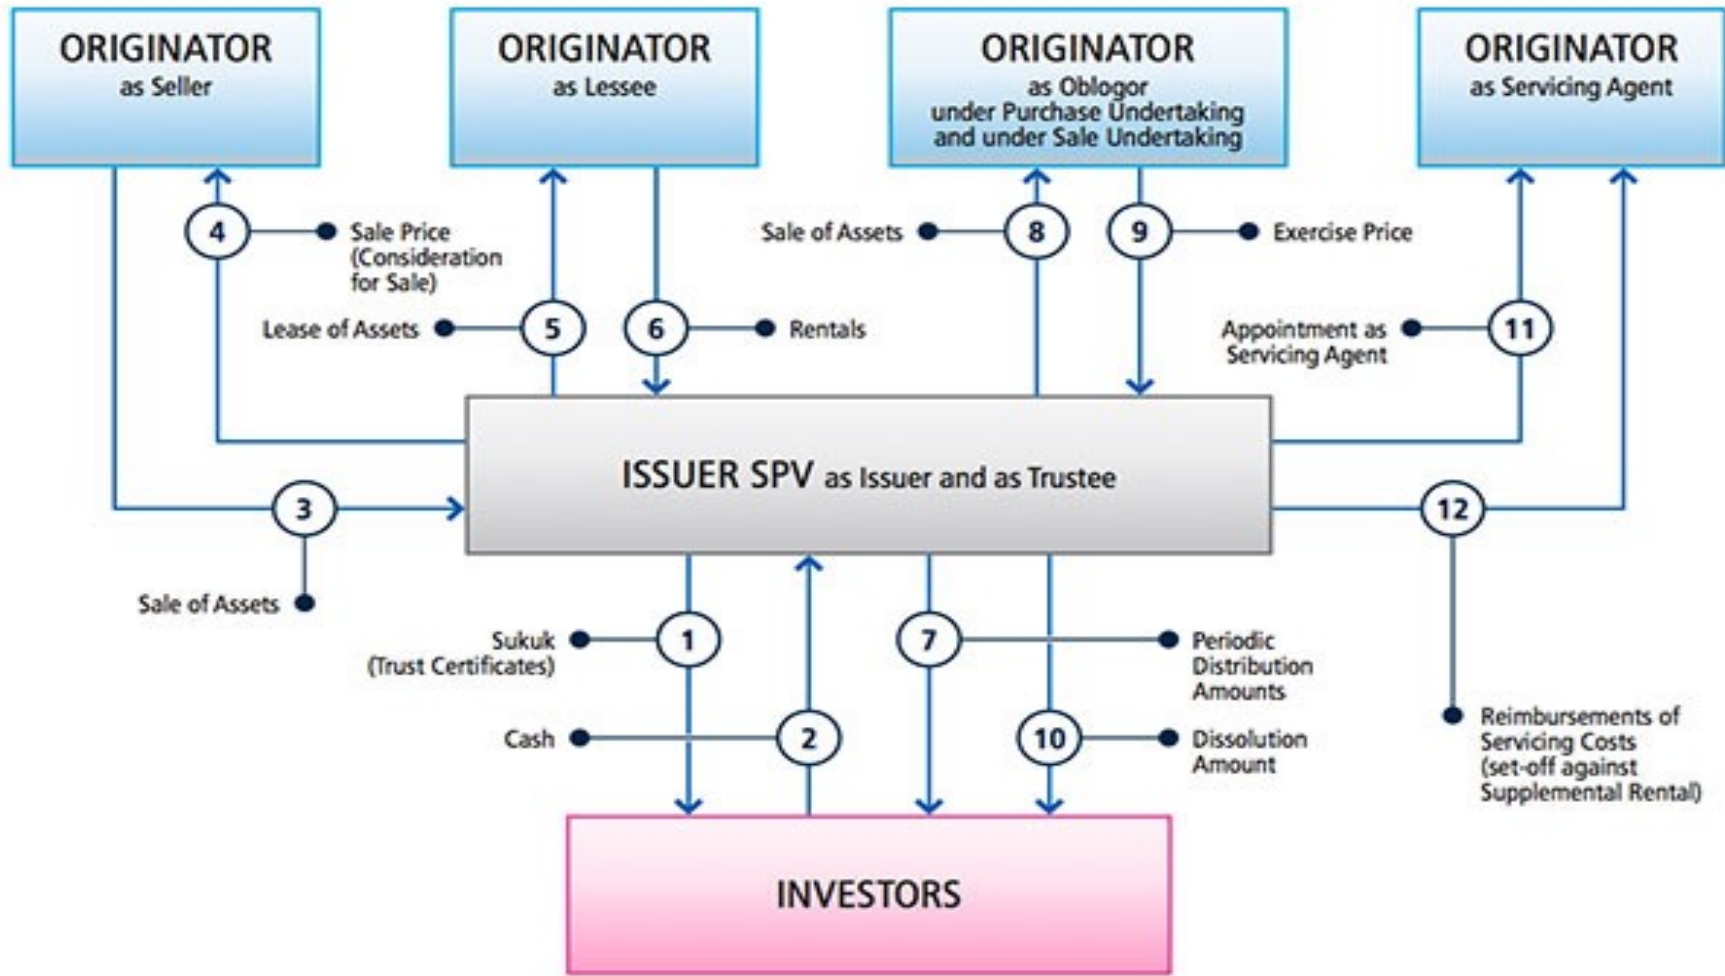 ORIGINATOR
as Seller
ORIGINATOR
as Lessee
ORIGINATOR
as Oblogor
under Purchase Undertaking
and under Sale Undertaking
ORIGINATOR
as Servicing Agent
4
Sale Price
(Consideration
for Sale)
Lease of Assets
5
6
Rentals
Sale of Assets
8
9
Exercise Price
Appointment as
Servicing Agent
11
ISSUER SPV as Issuer and as Trustee
3
Sale of Assets
12
Reimbursements of
Servicing Costs
(set-off against
Supplemental Rental)
Sukuk
(Trust Certificates)
1
Cash
2
7
Periodic
Distribution
Amounts
10
Dissolution
Amount
INVESTORS